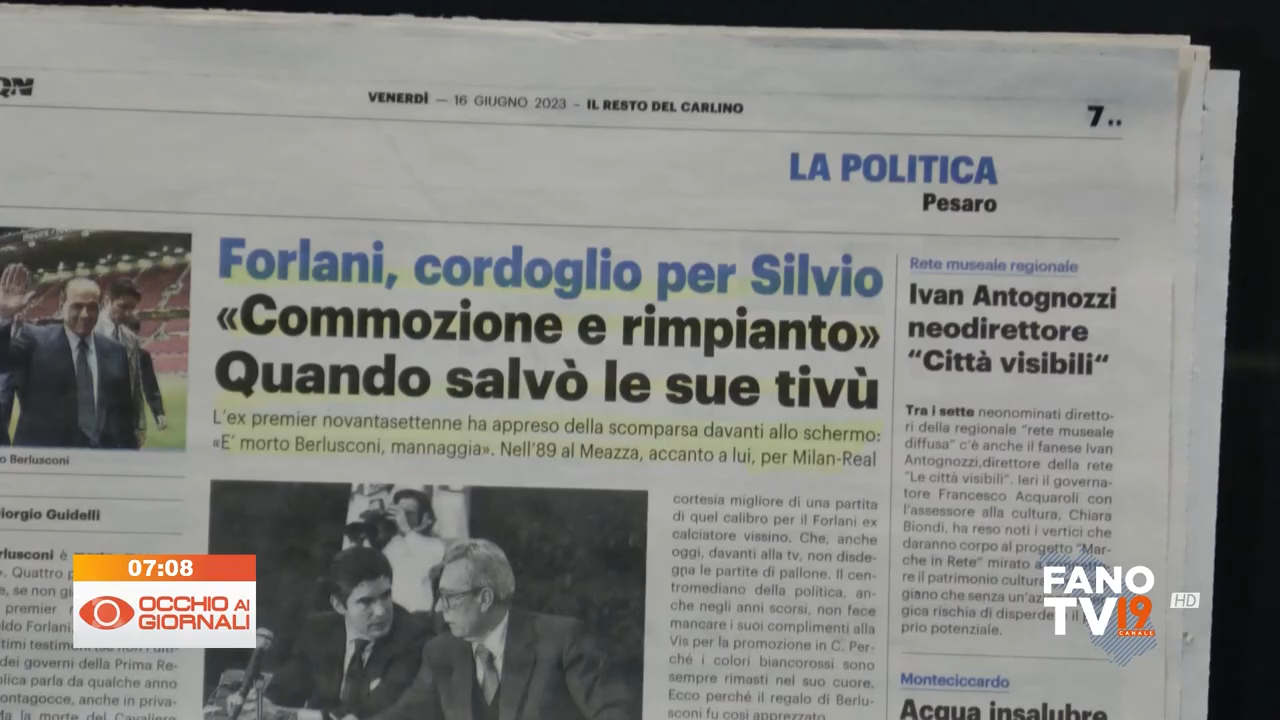 QN
VENERDÌ — 16 GIUGNO 2023 – IL RESTO DEL CARLINO
7..
LA POLITICA
Pesaro
Forlani, cordoglio per Silvio
«Commozione e rimpianto»
Quando salvò le sue tivù
L'ex premier novantasettenne ha appreso della scomparsa davanti allo schermo:
«E' morto Berlusconi, mannaggia». Nell'89 al Meazza, accanto a lui, per Milan-Real
Berlusconi
Giorgio Guidelli
è
Quattro
se non
premier
Forlani.
dei governi della Prima Re-
parla da qualche anno
anche in priva-
la morte del Cavaliere
cortesia migliore di una partita
di quel calibro per il Forlani ex
calciatore vissino. Che, anche
oggi, davanti alla tv, non disde-
gna le partite di pallone. Il cen-
tromediano della politica, an-
che negli anni scorsi, non fece
mancare i suoi complimenti alla
Vis per la promozione in C. Per-
ché i colori biancorossi sono
sempre rimasti nel suo cuore.
Ecco perché il regalo di Berlu-
sconi fu così apprezzato
Rete museale regionale
Ivan Antognozzi
neodirettore
“Città visibili“
Tra i sette neonominati diretto-
ri della regionale "rete museale
diffusa" c'è anche il fanese Ivan
Antognozzi,direttore della rete
"Le città visibili". Ieri il governa-
tore Francesco Acquaroli con
l'assessore alla cultura, Chiara
Biondi, ha reso noti i vertici che
daranno corpo al progetto "Mar-
che in Rete" mirato a
re il patrimonio
giano che senza
gica rischia di
prio potenziale.
Monteciccardo
Acqua insalubre
07:08
OCCHIO AI
GIORNALI
FANO
TV19
CANALE
HD